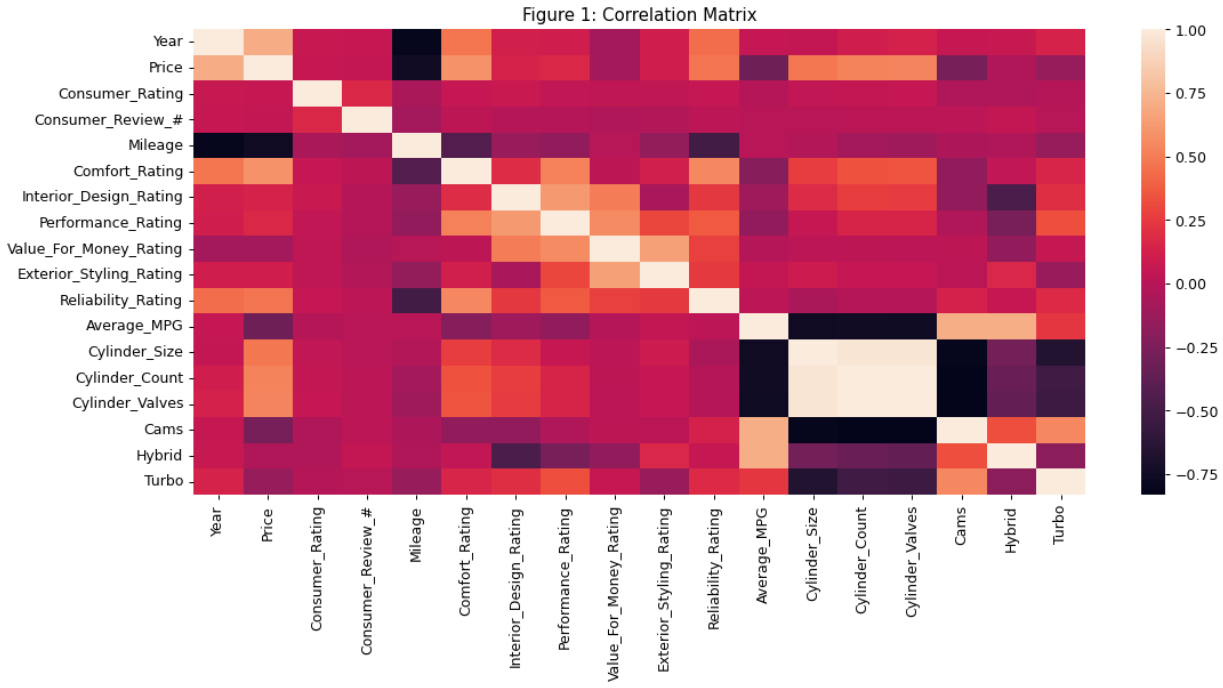 Figure 1: Correlation Matrix
Year
Price
Consumer_Rating
Consumer_Review_#
Mileage
Comfort_Rating
Interior_Design_Rating
Performance_Rating
Value_For_Money_Rating
Exterior_Styling_Rating
Reliability_Rating
Average_MPG
Cylinder_Size
Cylinder_Count
Cylinder_Valves
Cams
Hybrid
Turbo
Year
Price
Consumer_Rating
Consumer_Review_#
Mileage
Comfort_Rating
Interior_Design_Rating
Performance_Rating
Value_For_Money_Rating
Exterior_Styling_Rating
Reliability_Rating
Average_MPG
Cylinder_Size
Cylinder_Count
Cylinder_Valves
Cams
Hybrid
Turbo
1.00
0.75
0.50
0.25
0.00
−0.25
−0.50
−0.75